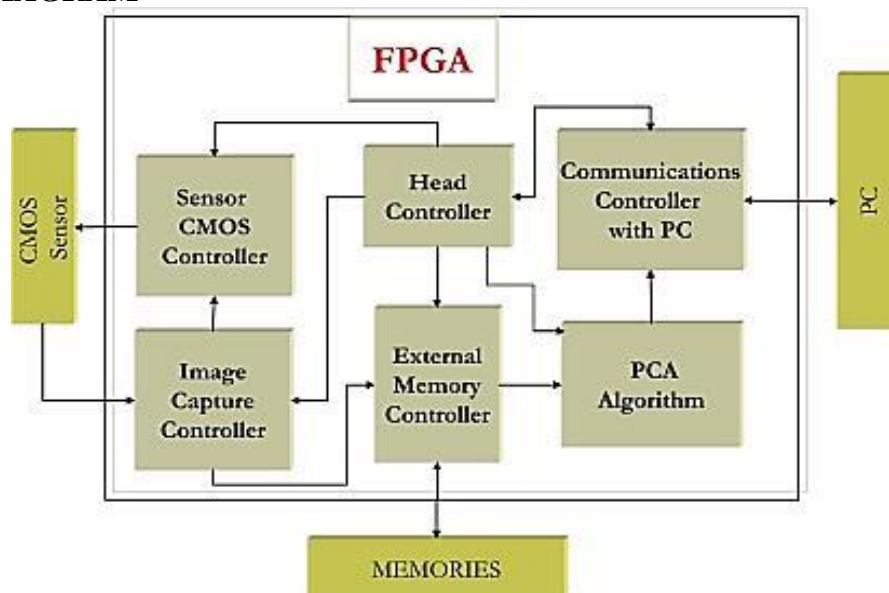 FPGA
CMOS
Sensor
Sensor
CMOS
Controller
Head
Controller
Communications
Controller
with PC
PC
Image
Capture
Controller
External
Memory
Controller
PCA
Algorithm
MEMORIES